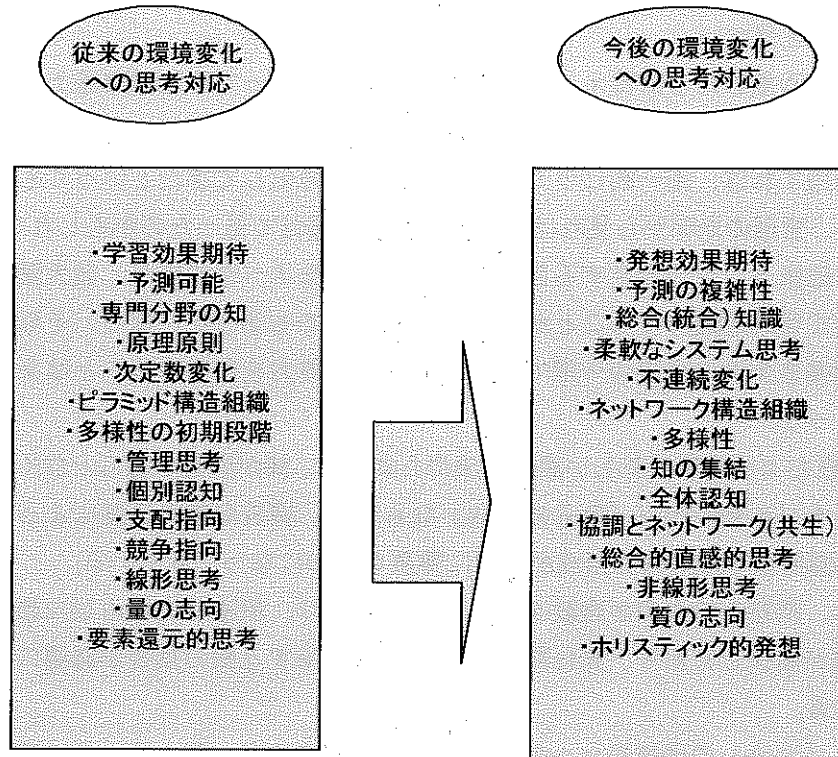 従来の環境変化
への思考対応
今後の環境変化
への思考対応
・学習効果期待
・予測可能
・専門分野の知
・原理原則
・次定数変化
・ピラミッド構造組織
・多様性の初期段階
・管理思考
・個別認知
・支配指向
・競争指向
・線形思考
・量の志向
・要素還元的思考
・発想効果期待
・予測の複雑性
・総合(統合)知識
・柔軟なシステム思考
・不連続変化
・ネットワーク構造組織
・多様性
・知の集結
・全体認知
・協調とネットワーク(共生)
・総合的直感的思考
・非線形思考
・質の志向
・ホリスティック的発想